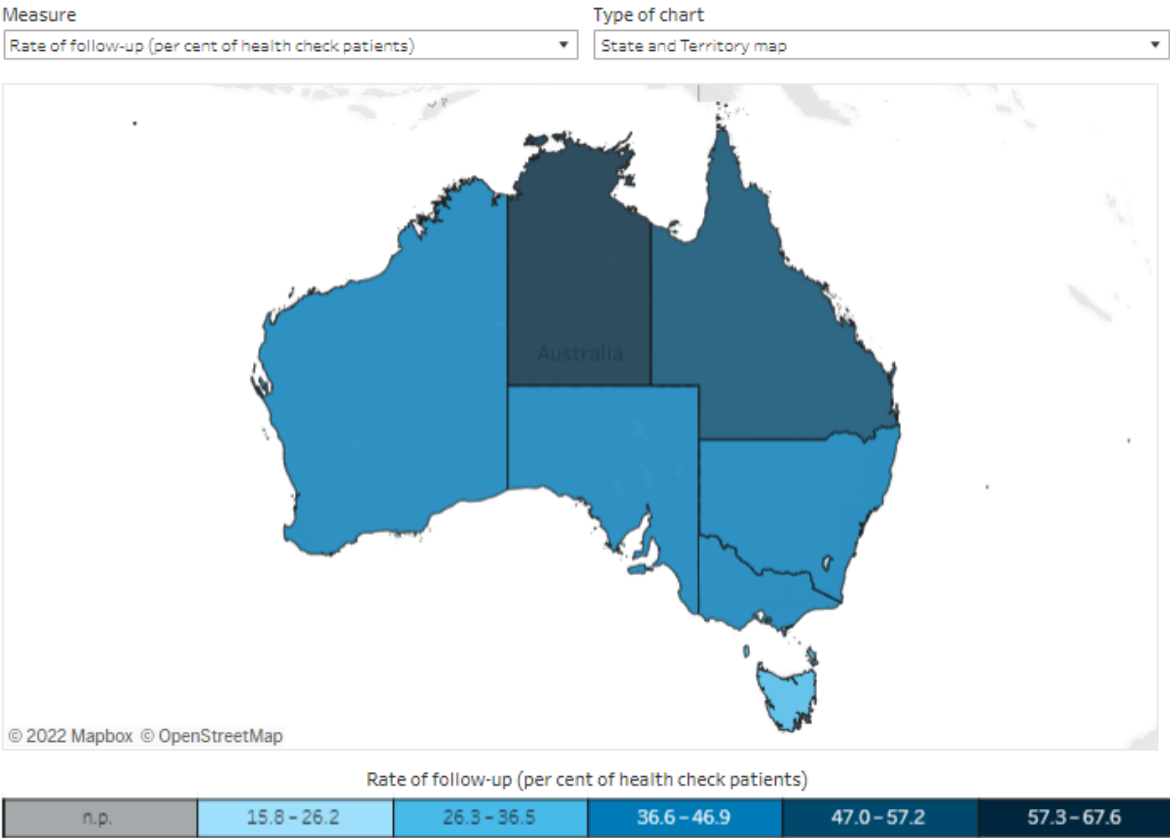 Measure
Type of chart
Rate of follow-up (per cent of health check patients)
State and Territory map
Australia
© 2022 Mapbox © OpenStreetMap
Rate of follow-up (per cent of health check patients)
n.p. 15.8 – 26.2 26.3 – 36.5 36.6 – 46.9 47.0 – 57.2 57.3 – 67.6